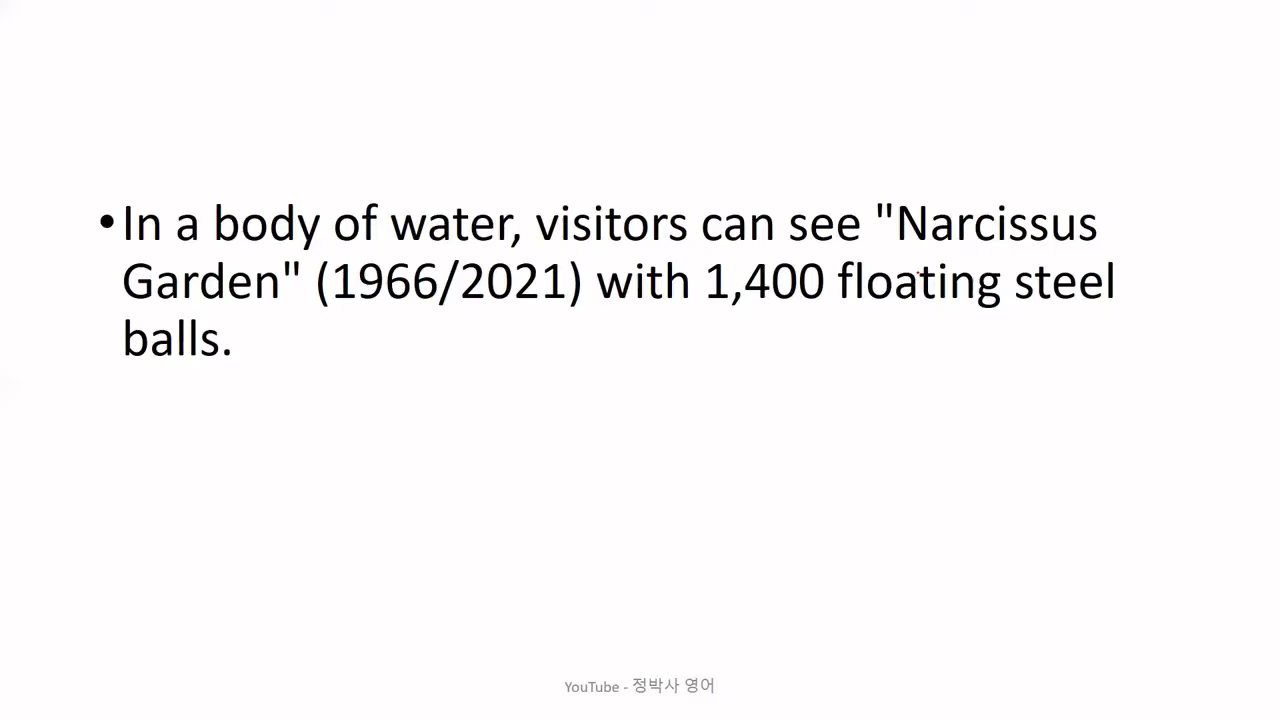 •In a body of water, visitors can see "Narcissus
Garden" (1966/2021) with 1,400 floating steel
balls.
YouTube - 정박사 영어